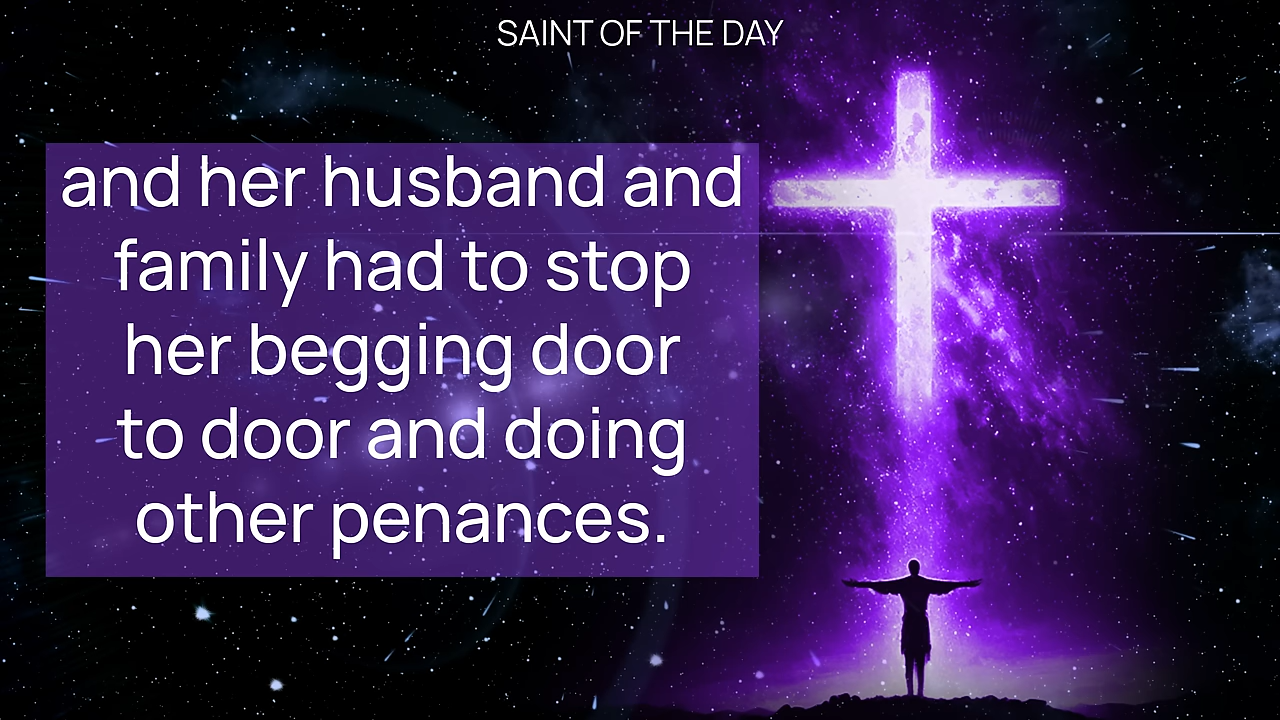 SAINT OF THE DAY
and her husband and
family had to stop
her begging door
to door and doing
other penances.